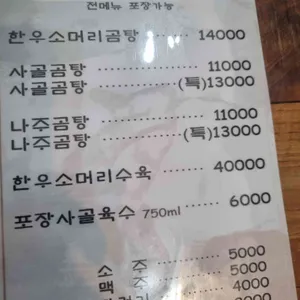 전메뉴 포장가능
한우소머리곰탕 ······ 14000
사골곰탕 ·············· 11000
사골곰탕 ··········· (특)13000
나주곰탕 ·············· 11000
나주곰탕 ··········· (특)13000
한우소머리수육 ······ 40000
포장사골육수 750ml ···· 6000
소 주 ············ 5000
맥 주 ············ 5000
4000